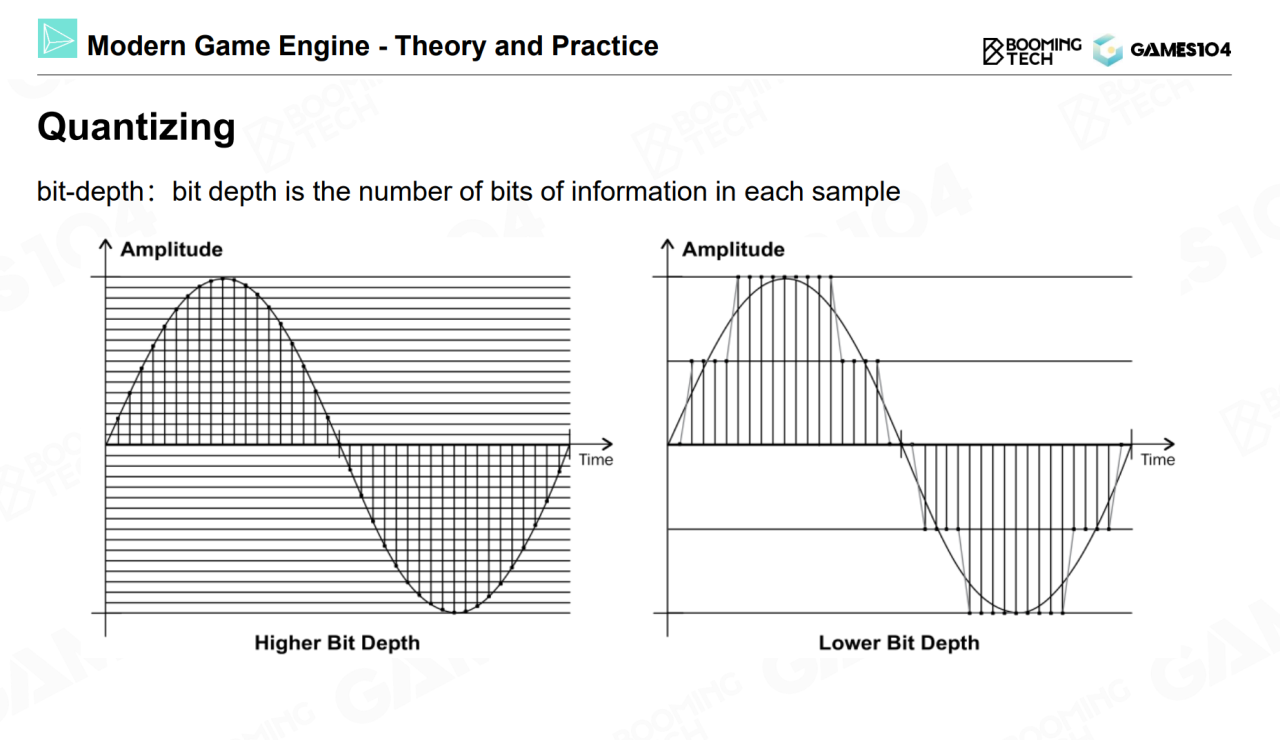 Modern Game Engine - Theory and Practice
BOOMING
TECH
GAMES104
Quantizing
bit-depth：bit depth is the number of bits of information in each sample
Amplitude
Time
Higher Bit Depth
Amplitude
Time
Lower Bit Depth